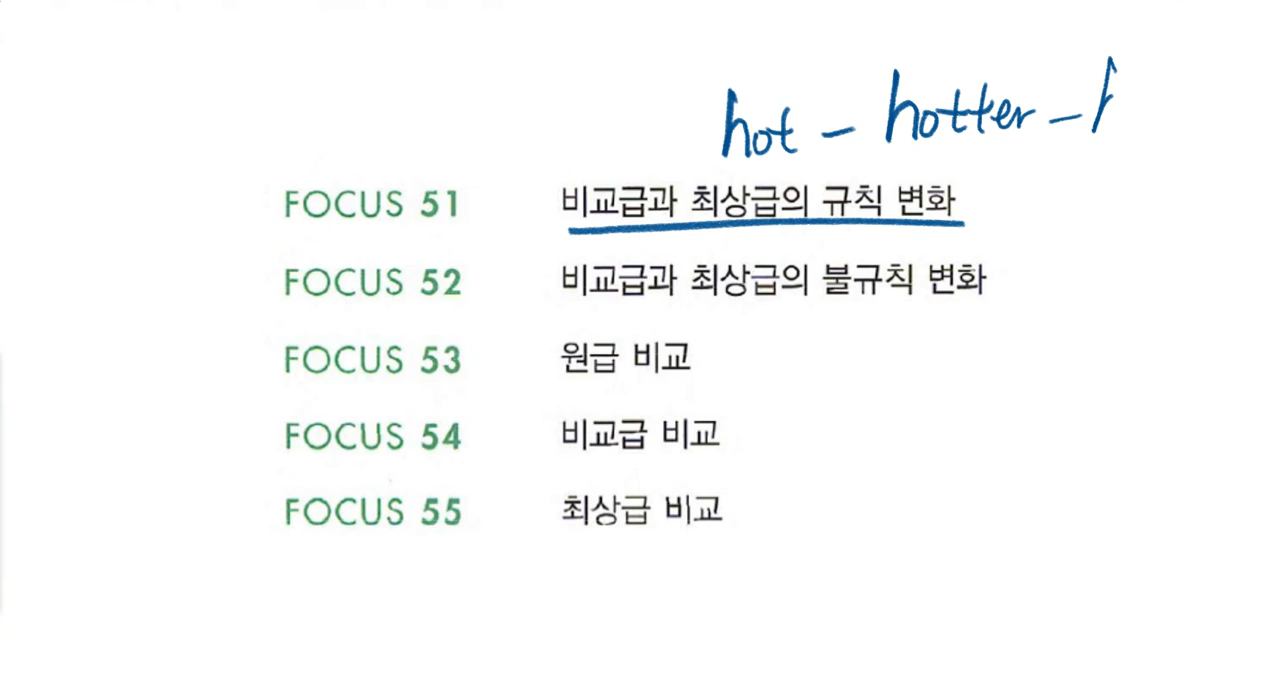 hot - hotter - h
FOCUS 51 비교급과 최상급의 규칙 변화
FOCUS 52 비교급과 최상급의 불규칙 변화
FOCUS 53 원급 비교
FOCUS 54 비교급 비교
FOCUS 55 최상급 비교